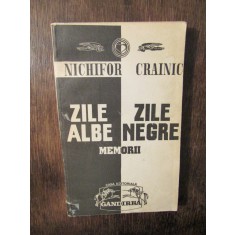 NICHIFOR CRAINIC
ZILE ALBE
ZILE NEGRE
MEMORII
GÂNDIREA